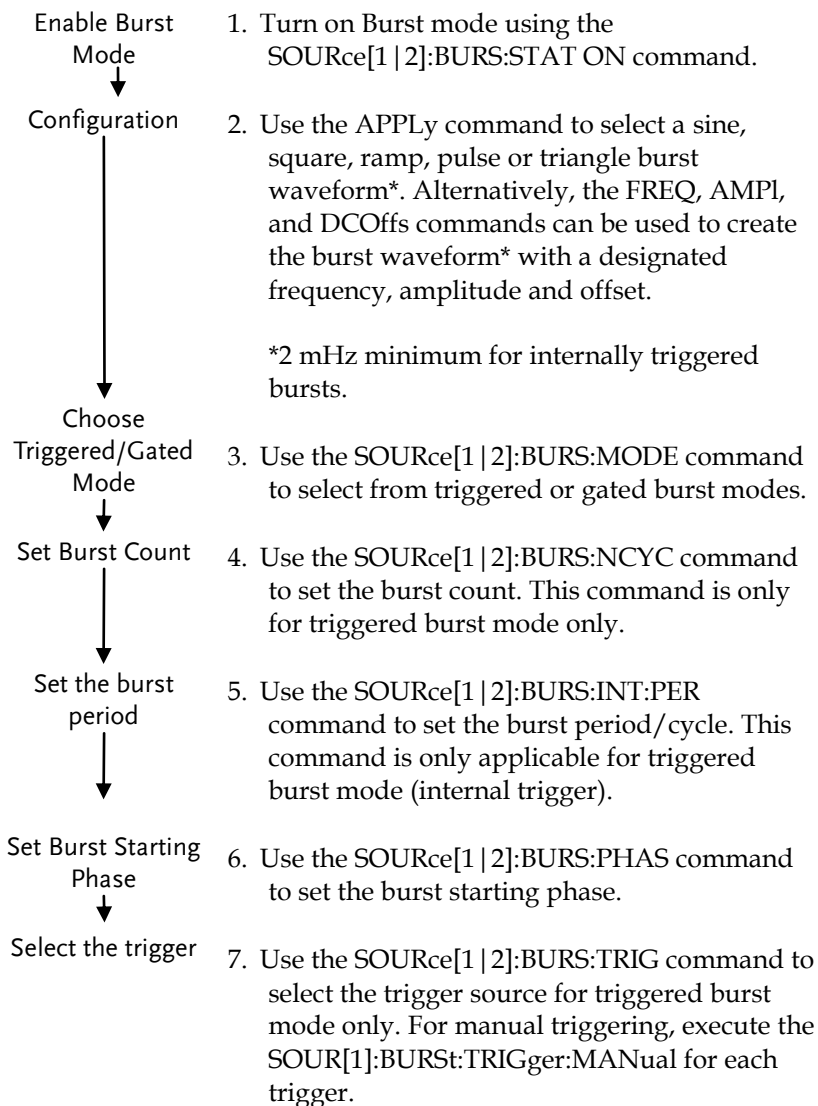 Enable Burst
Mode
1. Turn on Burst mode using the
SOURce[1|2]:BURS:STAT ON command.
Configuration
2. Use the APPLy command to select a sine,
square, ramp, pulse or triangle burst
waveform*. Alternatively, the FREQ, AMPl,
and DCOffs commands can be used to create
the burst waveform* with a designated
frequency, amplitude and offset.
*2 mHz minimum for internally triggered
bursts.
Choose
Triggered/Gated
Mode
3. Use the SOURce[1|2]:BURS:MODE command
to select from triggered or gated burst modes.
Set Burst Count
4. Use the SOURce[1|2]:BURS:NCYC command
to set the burst count. This command is only
for triggered burst mode only.
Set the burst
period
5. Use the SOURce[1|2]:BURS:INT:PER
command to set the burst period/cycle. This
command is only applicable for triggered
burst mode (internal trigger).
Set Burst Starting
Phase
6. Use the SOURce[1|2]:BURS:PHAS command
to set the burst starting phase.
Select the trigger
7. Use the SOURce[1|2]:BURS:TRIG command to
select the trigger source for triggered burst
mode only. For manual triggering, execute the
SOUR[1]:BURSt:TRIGger:MANual for each
trigger.